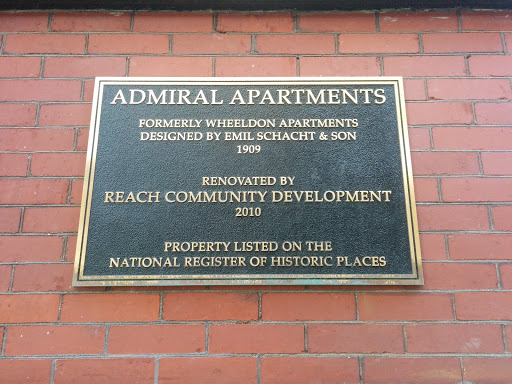 ADMIRAL APARTMENTS
FORMERLY WHEELDON APARTMENTS
DESIGNED BY EMIL SCHACHT & SON
1909
RENOVATED BY
REACH COMMUNITY DEVELOPMENT
2010
PROPERTY LISTED ON THE
NATIONAL REGISTER OF HISTORIC PLACES